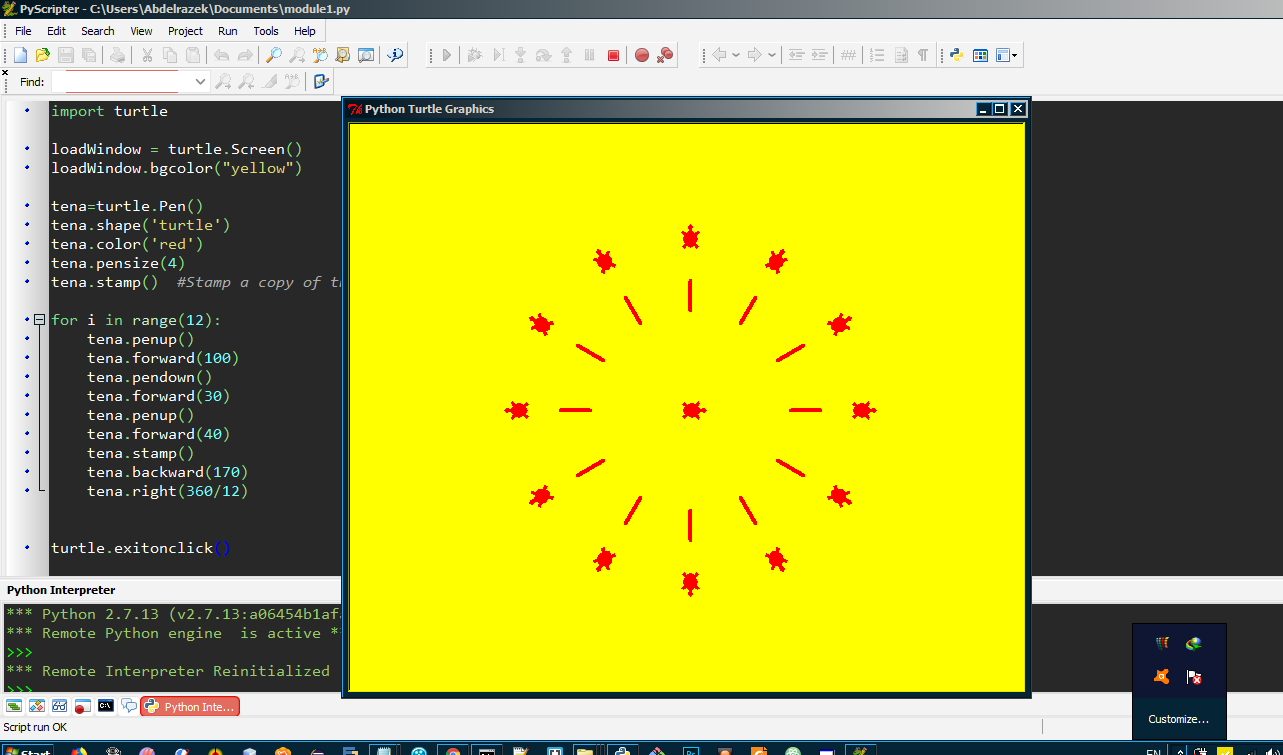 PyScripter - C:\Users\Abdelrazek\Documents\module1.py
File Edit Search View Project Run Tools Help
Find:
Python Turtle Graphics
import turtle
loadWindow = turtle.Screen()
loadWindow.bgcolor("yellow")
tena=turtle.Pen()
tena.shape('turtle')
tena.color('red')
tena.pensize(4)
tena.stamp()  #Stamp a copy of
for i in range(12):
    tena.penup()
    tena.forward(100)
    tena.pendown()
    tena.forward(30)
    tena.penup()
    tena.forward(40)
    tena.stamp()
    tena.backward(170)
    tena.right(360/12)
turtle.exitonclick()
Python Interpreter
*** Python 2.7.13 (v2.7.13:a06454b1af
*** Remote Python engine  is active *
>>>
*** Remote Interpreter Reinitialized
>>>
Python Inte...
Script run OK
Customize...
Start
EN